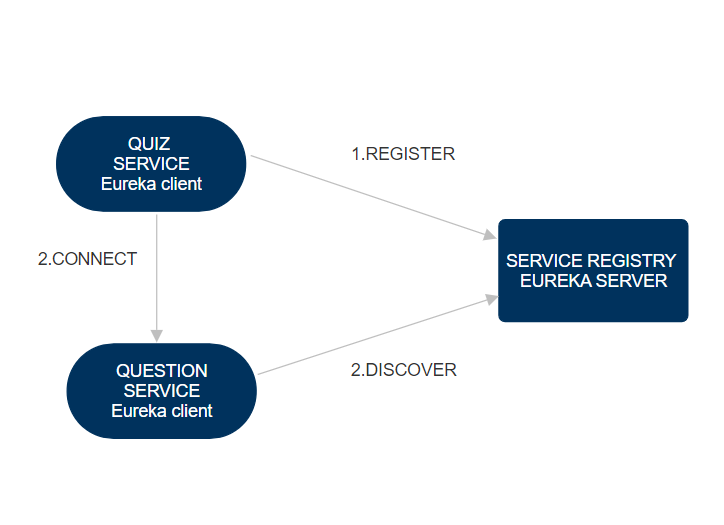 QUIZ
SERVICE
Eureka client
1.REGISTER
2.CONNECT
SERVICE REGISTRY
EUREKA SERVER
QUESTION
SERVICE
Eureka client
2.DISCOVER